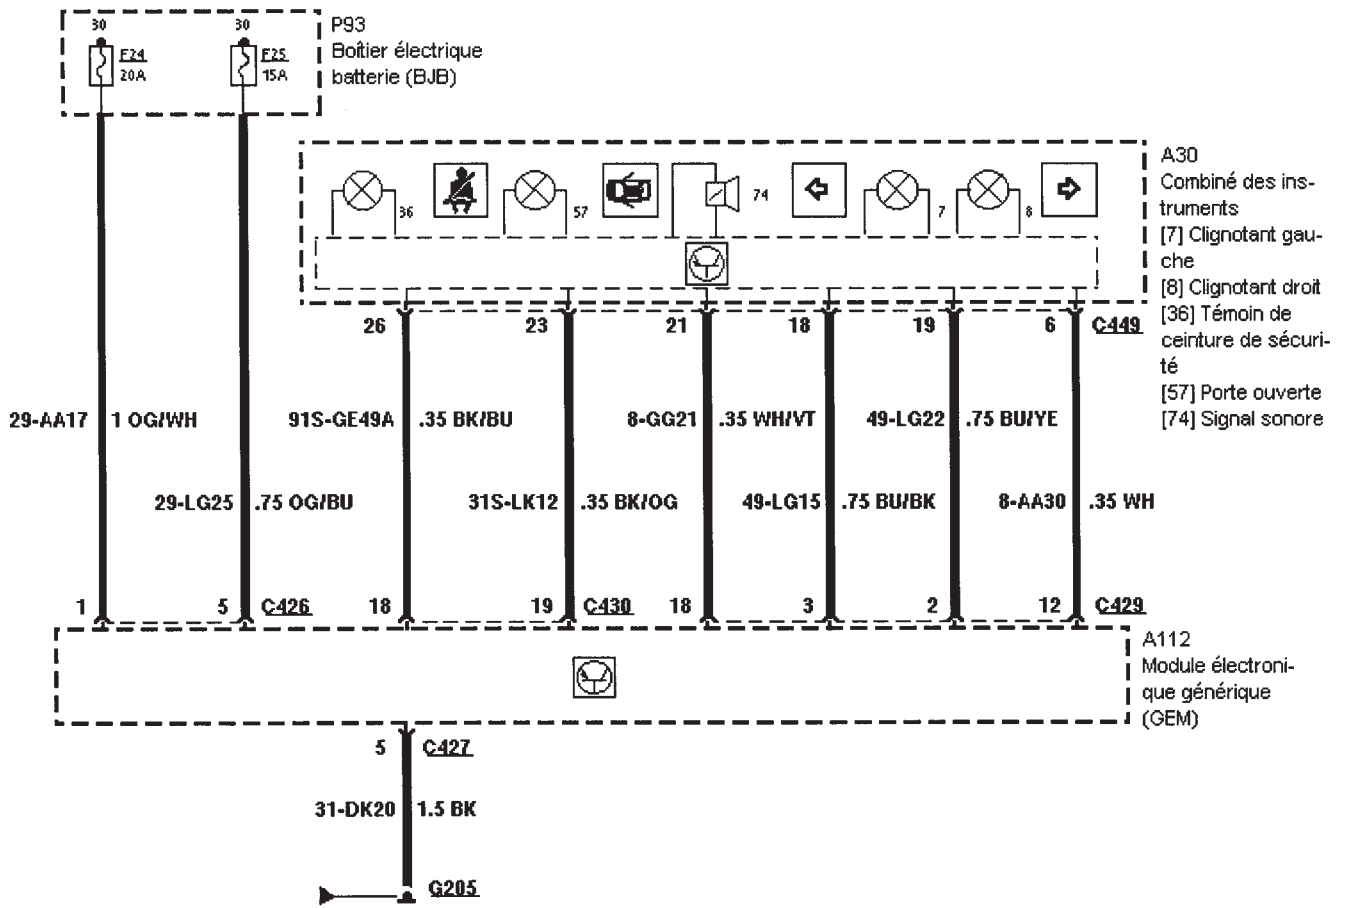 30
30
F24
20A
F25
15A
P93
Boîtier électrique
batterie (BJB)
36
57
74
7
8
A30
Combiné des ins-
truments
[7] Clignotant gau-
che
[8] Clignotant droit
[36] Témoin de
ceinture de sécuri-
té
[57] Porte ouverte
[74] Signal sonore
26
23
21
18
19
6
C449
29-AA17
1 OG/WH
91S-GE49A
.35 BK/BU
8-GG21
.35 WH/VT
49-LG22
.75 BU/YE
29-LG25
.75 OG/BU
31S-LK12
.35 BK/OG
49-LG15
.75 BU/BK
8-AA30
.35 WH
1
5
C426
18
19
C430
18
3
2
12
C429
A112
Module électroni-
que générique
(GEM)
5
C427
31-DK20
1.5 BK
G205